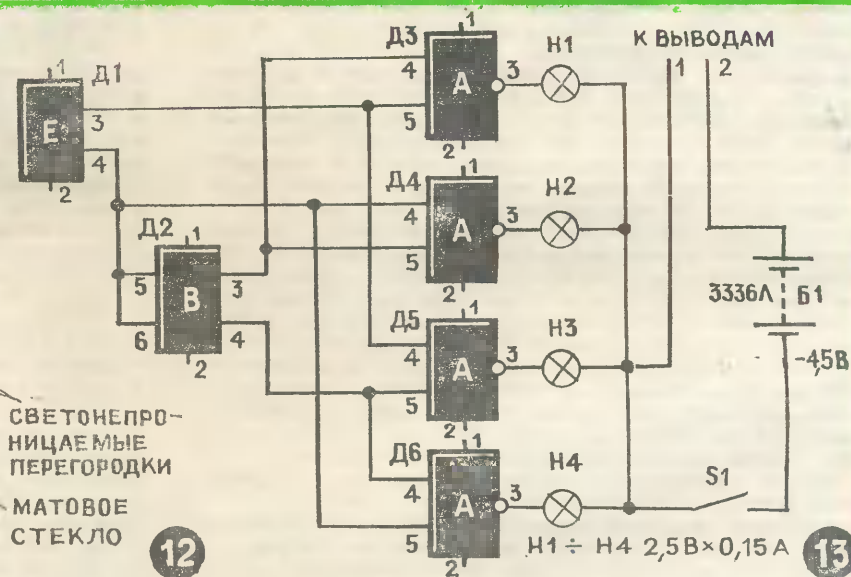 Д1
1
E
3
4
2
Д2
1
5
В
3
6
4
2
Д3
1
4
А
3
5
2
Н1
Д4
1
4
А
3
5
2
Н2
Д5
1
4
А
3
5
2
Н3
Д6
1
4
А
3
5
2
Н4
К ВЫВОДАМ
1 2
3336Л Б1
-4,5В
S1
Н1 ÷ Н4 2,5В×0,15А
СВЕТОНЕПРО-
НИЦАЕМЫЕ
ПЕРЕГОРОДКИ
МАТОВОЕ
СТЕКЛО
12
13